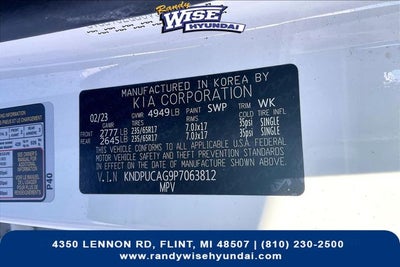 Randy
WISE
HYUNDAI
MANUFACTURED IN KOREA BY
KIA CORPORATION
02/23 GVWR 4949LB PAINT SWP TRIM WK
GAWR TIRES RIMS COLD TIRE INFL
FRONT 2777LB 235/65R17 7.0Jx17 35psi SINGLE
REAR 2645LB 235/65R17 7.0Jx17 35psi SINGLE
THIS VEHICLE CONFORMS TO ALL APPLICABLE U.S.A FEDERAL
MOTOR VEHICLE SAFETY AND THEFT PREVENTION STANDARDS
IN EFFECT ON THE DATE OF MANUFACTURE SHOWN ABOVE.
V.I.N KNDPUCAG9P7063812
MPV
P40
4350 LENNON RD, FLINT, MI 48507 | (810) 230-2500
www.randywisehyundai.com